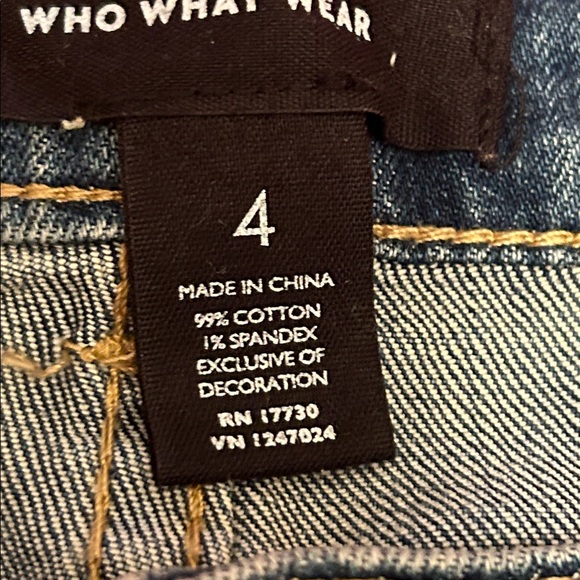 WHO WHAT WEAR
4
MADE IN CHINA
99% COTTON
1% SPANDEX
EXCLUSIVE OF
DECORATION
RN 17730
VN 1247024